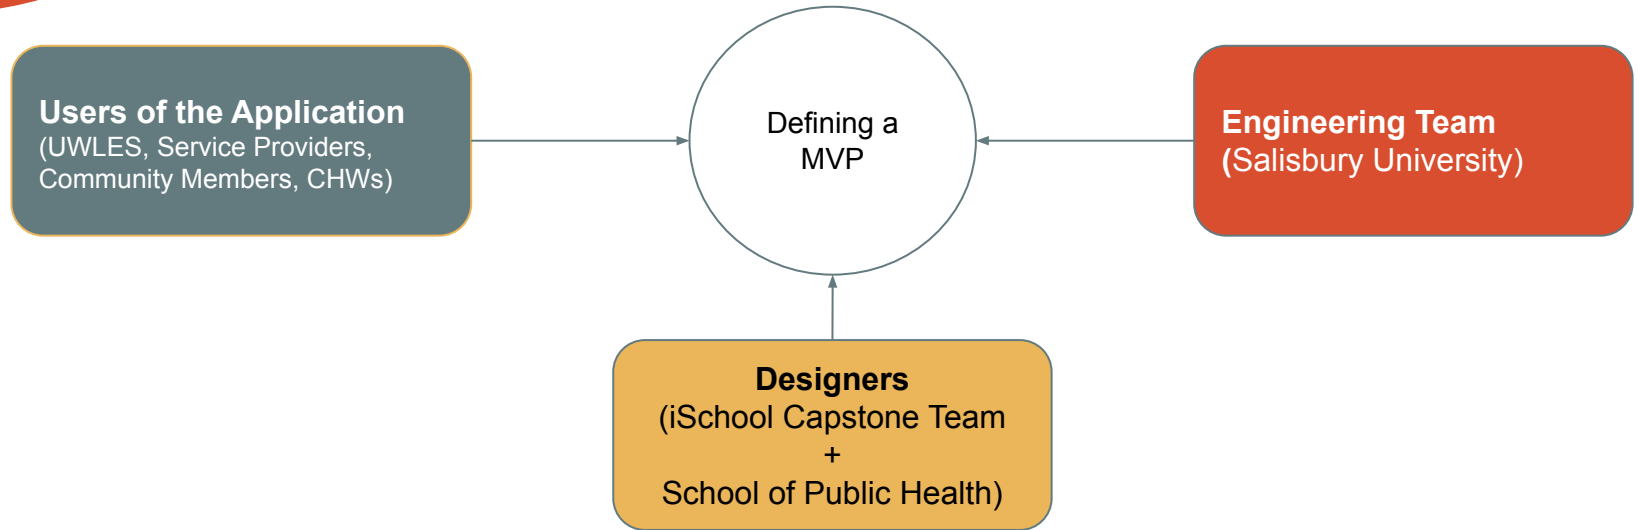 Users of the Application
(UWLES, Service Providers,
Community Members, CHWs)
Defining a
MVP
Engineering Team
(Salisbury University)
Designers
(iSchool Capstone Team
+
School of Public Health)